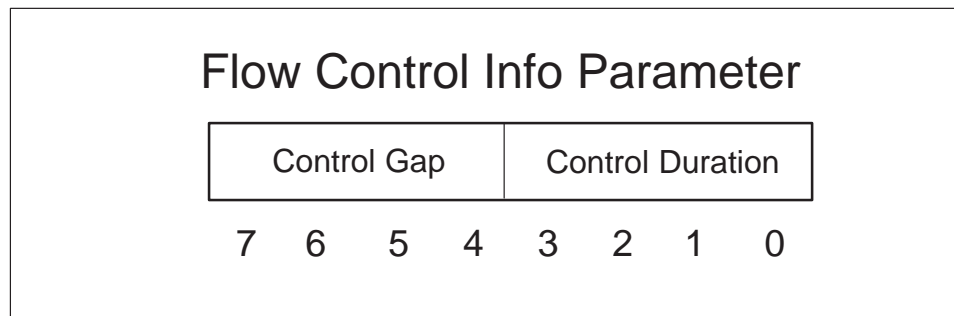 Flow Control Info Parameter
Control Gap Control Duration
7 6 5 4 3 2 1 0